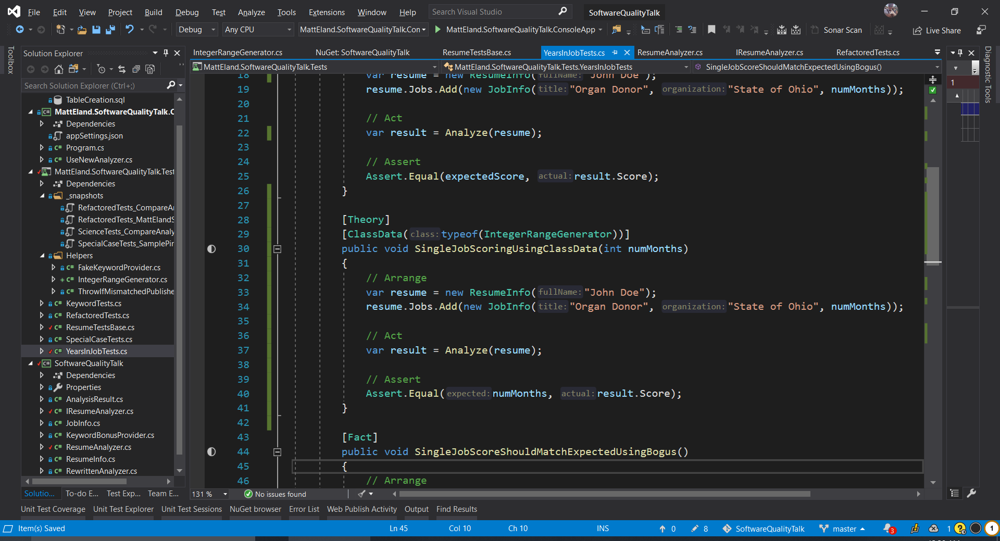 File Edit View Project Build Debug Test Analyze Tools Extensions Window Help Search Visual Studio SoftwareQualityTalk
Debug Any CPU MattEland.SoftwareQualityTalk.Con MattEland.SoftwareQualityTalk.ConsoleApp Sonar Scan Live Share
Toolbox
Solution Explorer
Search Solution Explorer (Ctrl+;)
TableCreation.sql
MattEland.SoftwareQualityTalk.C
Dependencies
appSettings.json
C# Program.cs
C# UseNewAnalyzer.cs
MattEland.SoftwareQualityTalk.Test
Dependencies
_snapshots
RefactoredTests_CompareAn
RefactoredTests_MattElandS
ScienceTests_CompareAnaly
SpecialCaseTests_SamplePir
Helpers
C# FakeKeywordProvider.cs
+ C# IntegerRangeGenerator.cs
C# ThrowIfMismatchedPublishe
C# KeywordTests.cs
C# RefactoredTests.cs
C# ResumeTestsBase.cs
C# SpecialCaseTests.cs
C# YearsInJobTests.cs
C# SoftwareQualityTalk
Dependencies
Properties
C# AnalysisResult.cs
C# IResumeAnalyzer.cs
C# JobInfo.cs
C# KeywordBonusProvider.cs
C# ResumeAnalyzer.cs
C# ResumeInfo.cs
C# RewrittenAnalyzer.cs
Solutio... To-do E... Test Exp... Team E...
IntegerRangeGenerator.cs NuGet: SoftwareQualityTalk ResumeTestsBase.cs YearsInJobTests.cs ResumeAnalyzer.cs IResumeAnalyzer.cs RefactoredTests.cs
MattEland.SoftwareQualityTalk.Tests MattEland.SoftwareQualityTalk.Tests.YearsInJobTests SingleJobScoreShouldMatchExpectedUsingBogus()
18 var resume = new ResumeInfo(fullName: "John Doe");
19 resume.Jobs.Add(new JobInfo(title: "Organ Donor", organization: "State of Ohio", numMonths));
20
21 // Act
22 var result = Analyze(resume);
23
24 // Assert
25 Assert.Equal(expectedScore, actual: result.Score);
26 }
27
28 [Theory]
29 [ClassData(class: typeof(IntegerRangeGenerator))]
30 public void SingleJobScoringUsingClassData(int numMonths)
31 {
32 // Arrange
33 var resume = new ResumeInfo(fullName: "John Doe");
34 resume.Jobs.Add(new JobInfo(title: "Organ Donor", organization: "State of Ohio", numMonths));
35
36 // Act
37 var result = Analyze(resume);
38
39 // Assert
40 Assert.Equal(expected: numMonths, actual: result.Score);
41 }
42
43 [Fact]
44 public void SingleJobScoreShouldMatchExpectedUsingBogus()
45 {
46 // Arrange
131 % No issues found
1
Diagnostic Tools
Unit Test Coverage Unit Test Explorer Unit Test Sessions NuGet browser Error List Web Publish Activity Output Find Results
Item(s) Saved Ln 45 Col 10 Ch 10 INS 0 8 SoftwareQualityTalk master 3 1 ? 1